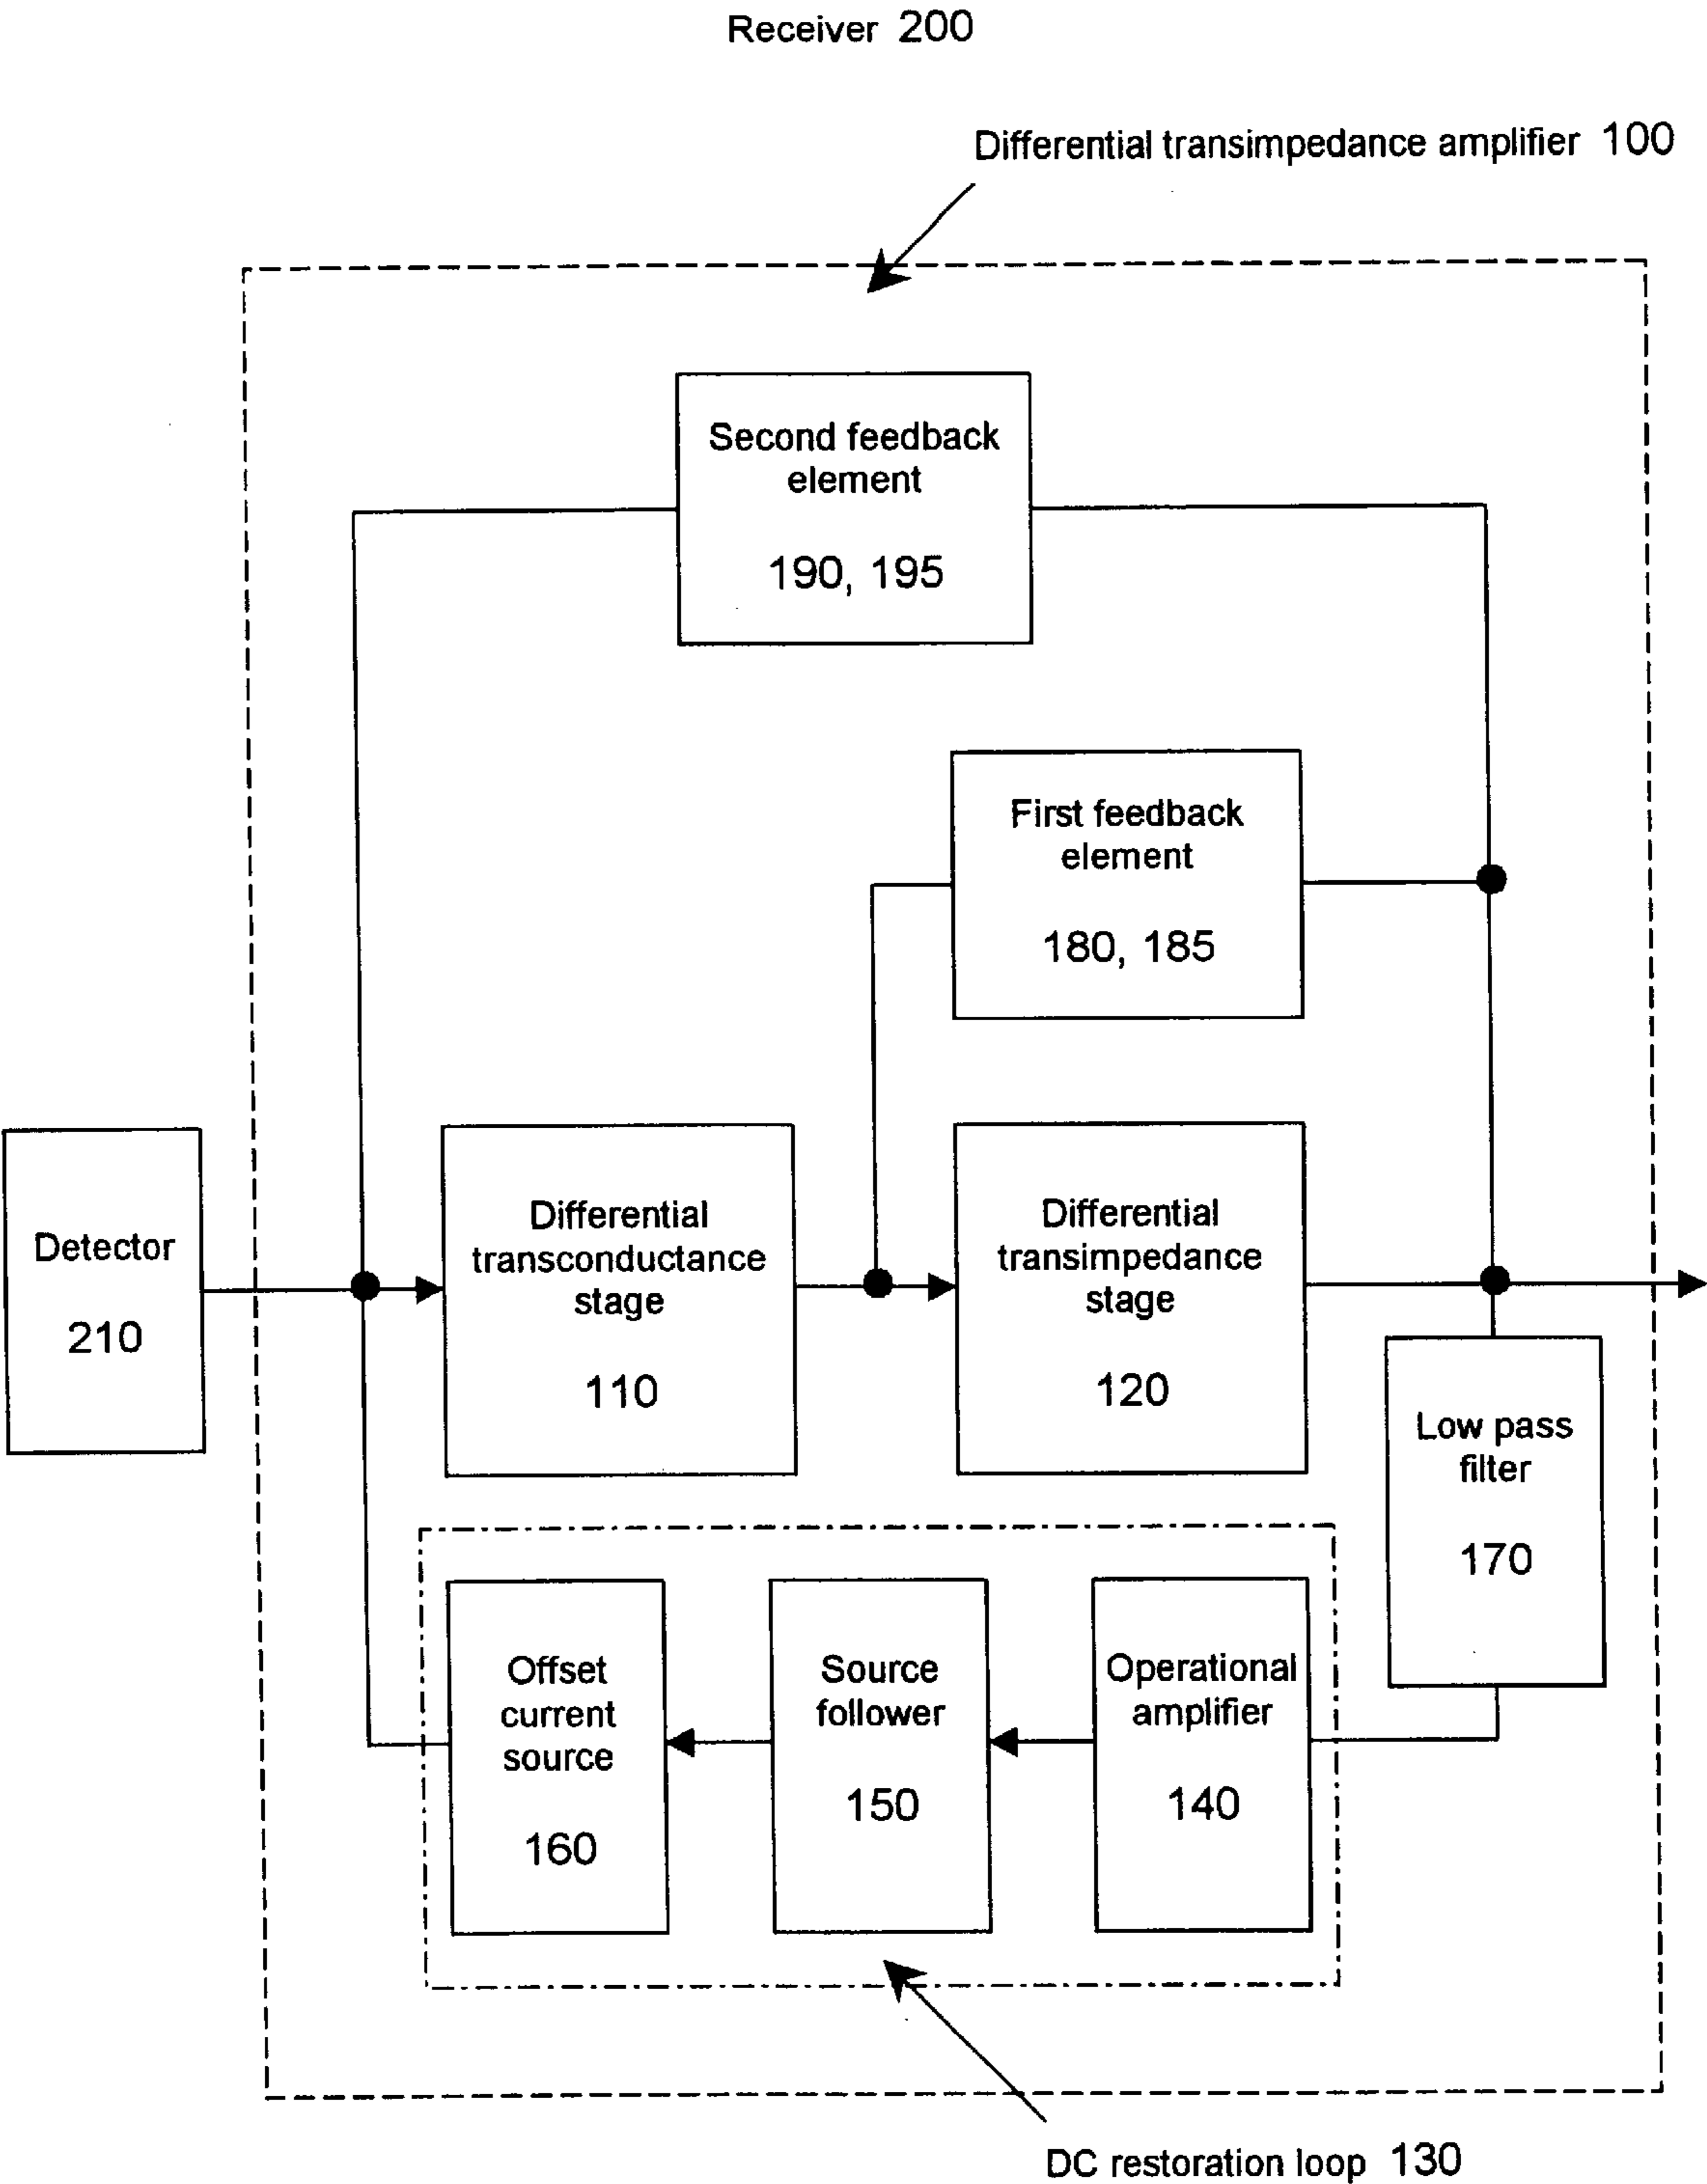 Receiver 200
Differential transimpedance amplifier 100
Second feedback
element
190, 195
First feedback
element
180, 185
Detector
210
Differential
transconductance
stage
110
Differential
transimpedance
stage
120
Low pass
filter
170
Offset
current
source
160
Source
follower
150
Operational
amplifier
140
DC restoration loop 130